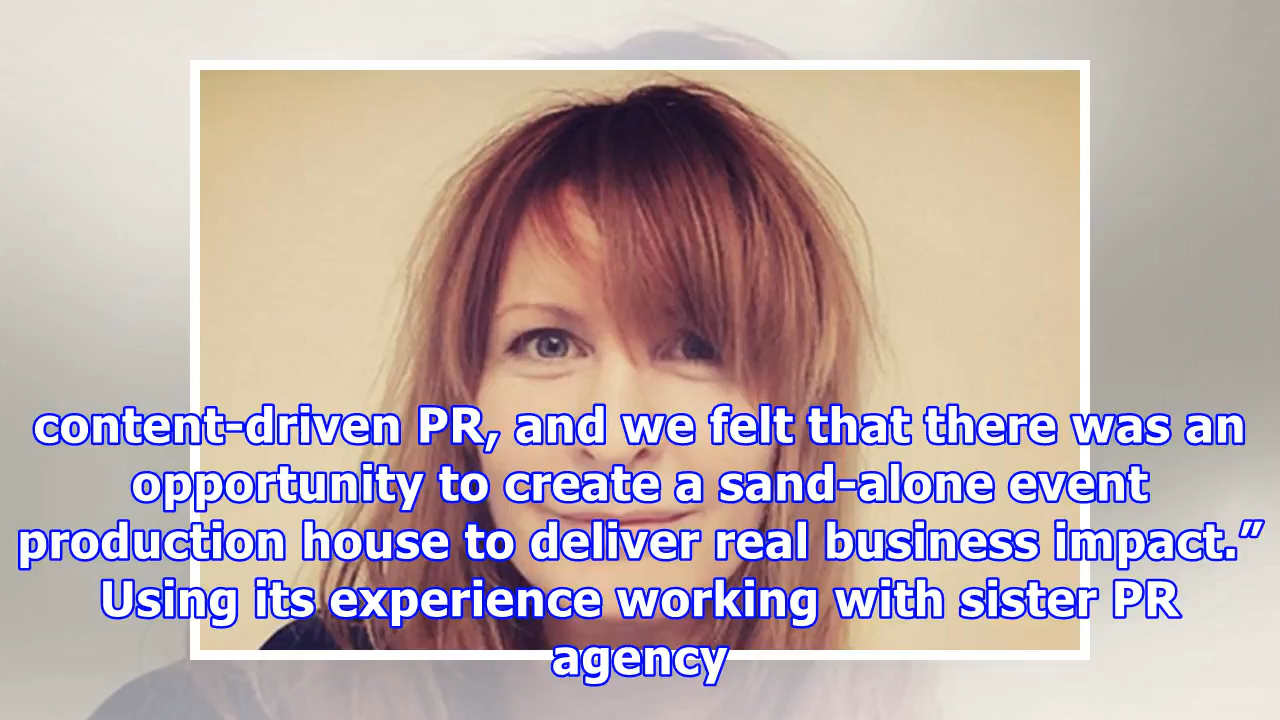 content-driven PR, and we felt that there was an
opportunity to create a sand-alone event
production house to deliver real business impact.”
Using its experience working with sister PR
agency